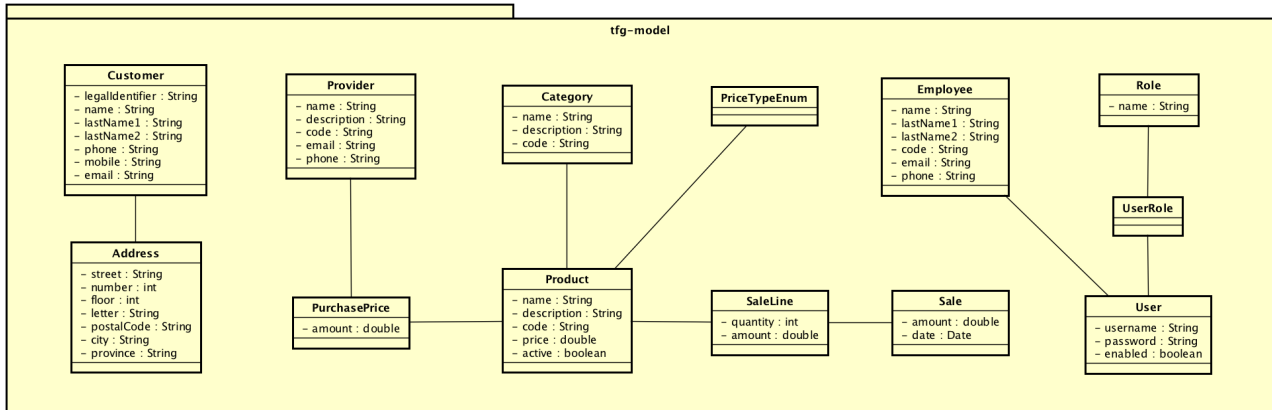 tfg-model
Customer
- legalIdentifier : String
- name : String
- lastName1 : String
- lastName2 : String
- phone : String
- mobile : String
- email : String
Provider
- name : String
- description : String
- code : String
- email : String
- phone : String
Category
- name : String
- description : String
- code : String
PriceTypeEnum
Employee
- name : String
- lastName1 : String
- lastName2 : String
- code : String
- email : String
- phone : String
Role
- name : String
UserRole
Address
- street : String
- number : int
- floor : int
- letter : String
- postalCode : String
- city : String
- province : String
PurchasePrice
- amount : double
Product
- name : String
- description : String
- code : String
- price : double
- active : boolean
SaleLine
- quantity : int
- amount : double
Sale
- amount : double
- date : Date
User
- username : String
- password : String
- enabled : boolean